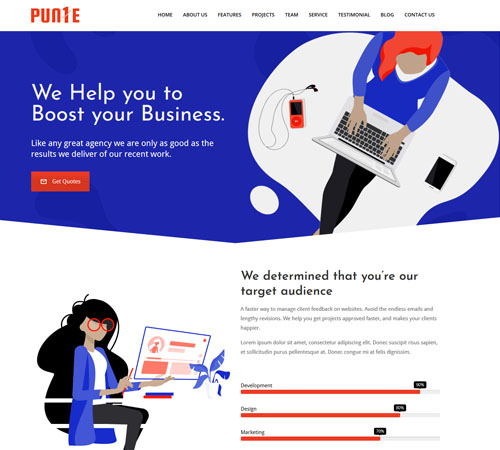 PUN1E
HOME ABOUT US FEATURES PROJECTS TEAM SERVICE TESTIMONIAL BLOG CONTACT US
We Help you to
Boost your Business.
Like any great agency we are only as good as the
results we deliver of our recent work.
Get Quotes
We determined that you're our
target audience
A faster way to manage client feedback on websites. Avoid the endless emails and
lengthy revisions. We help you get projects approved faster, and makes your clients
happier.
Lorem ipsum dolor sit amet, consectetur adipiscing elit. Donec suscipit risus sapien,
et sollicitudin purus pellentesque at. Donec congue mi at felis dignissim.
Development 90%
Design 80%
Marketing 70%